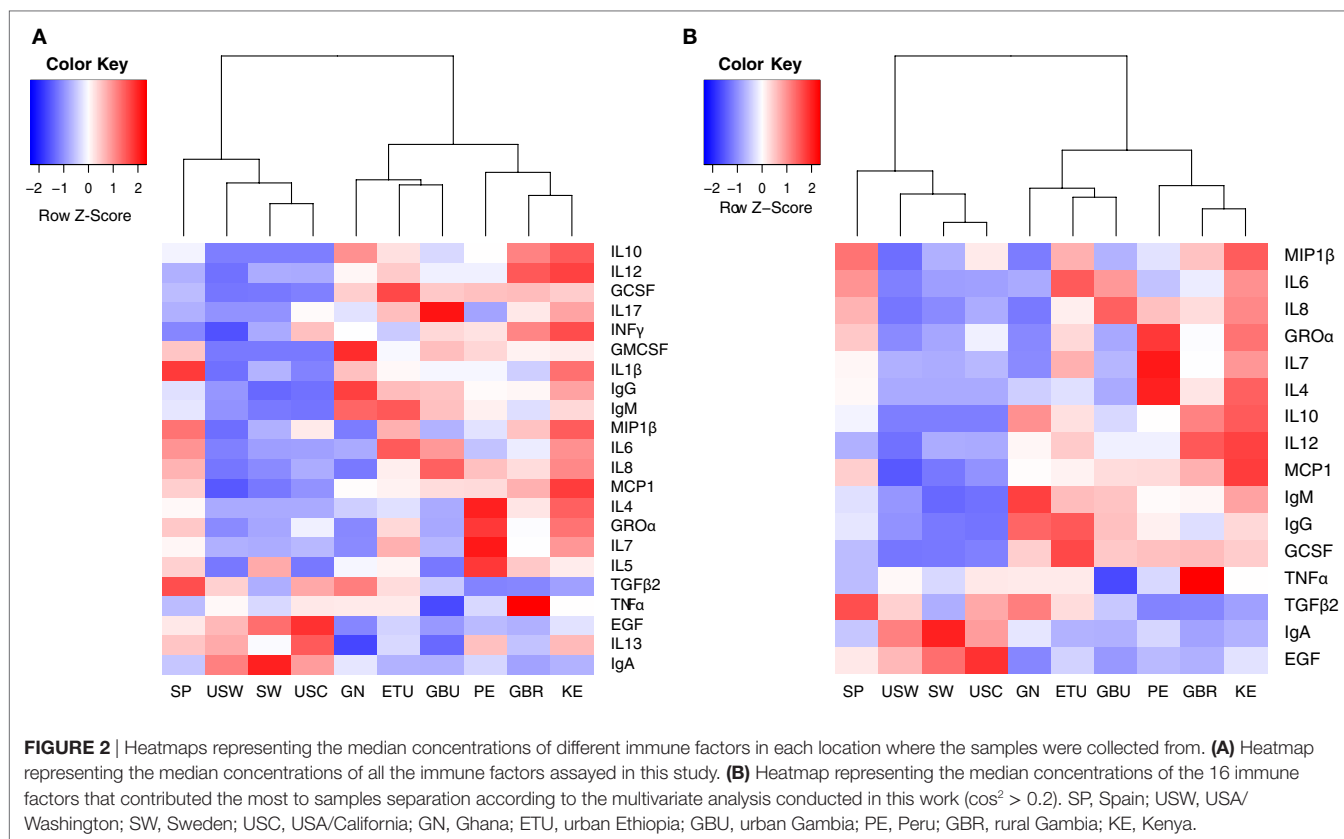 A
Color Key
−2 −1 0 1 2
Row Z-Score
IL10
IL12
GCSF
IL17
INFγ
GMCSF
IL1β
IgG
IgM
MIP1β
IL6
IL8
MCP1
IL4
GROα
IL7
IL5
TGFβ2
TNFα
EGF
IL13
IgA
SP USW SW USC GN ETU GBU PE GBR KE
B
Color Key
−2 −1 0 1 2
Row Z−Score
MIP1β
IL6
IL8
GROα
IL7
IL4
IL10
IL12
MCP1
IgM
IgG
GCSF
TNFα
TGFβ2
IgA
EGF
SP USW SW USC GN ETU GBU PE GBR KE
FIGURE 2 | Heatmaps representing the median concentrations of different immune factors in each location where the samples were collected from. (A) Heatmap
representing the median concentrations of all the immune factors assayed in this study. (B) Heatmap representing the median concentrations of the 16 immune
factors that contributed the most to samples separation according to the multivariate analysis conducted in this work (cos² > 0.2). SP, Spain; USW, USA/
Washington; SW, Sweden; USC, USA/California; GN, Ghana; ETU, urban Ethiopia; GBU, urban Gambia; PE, Peru; GBR, rural Gambia; KE, Kenya.